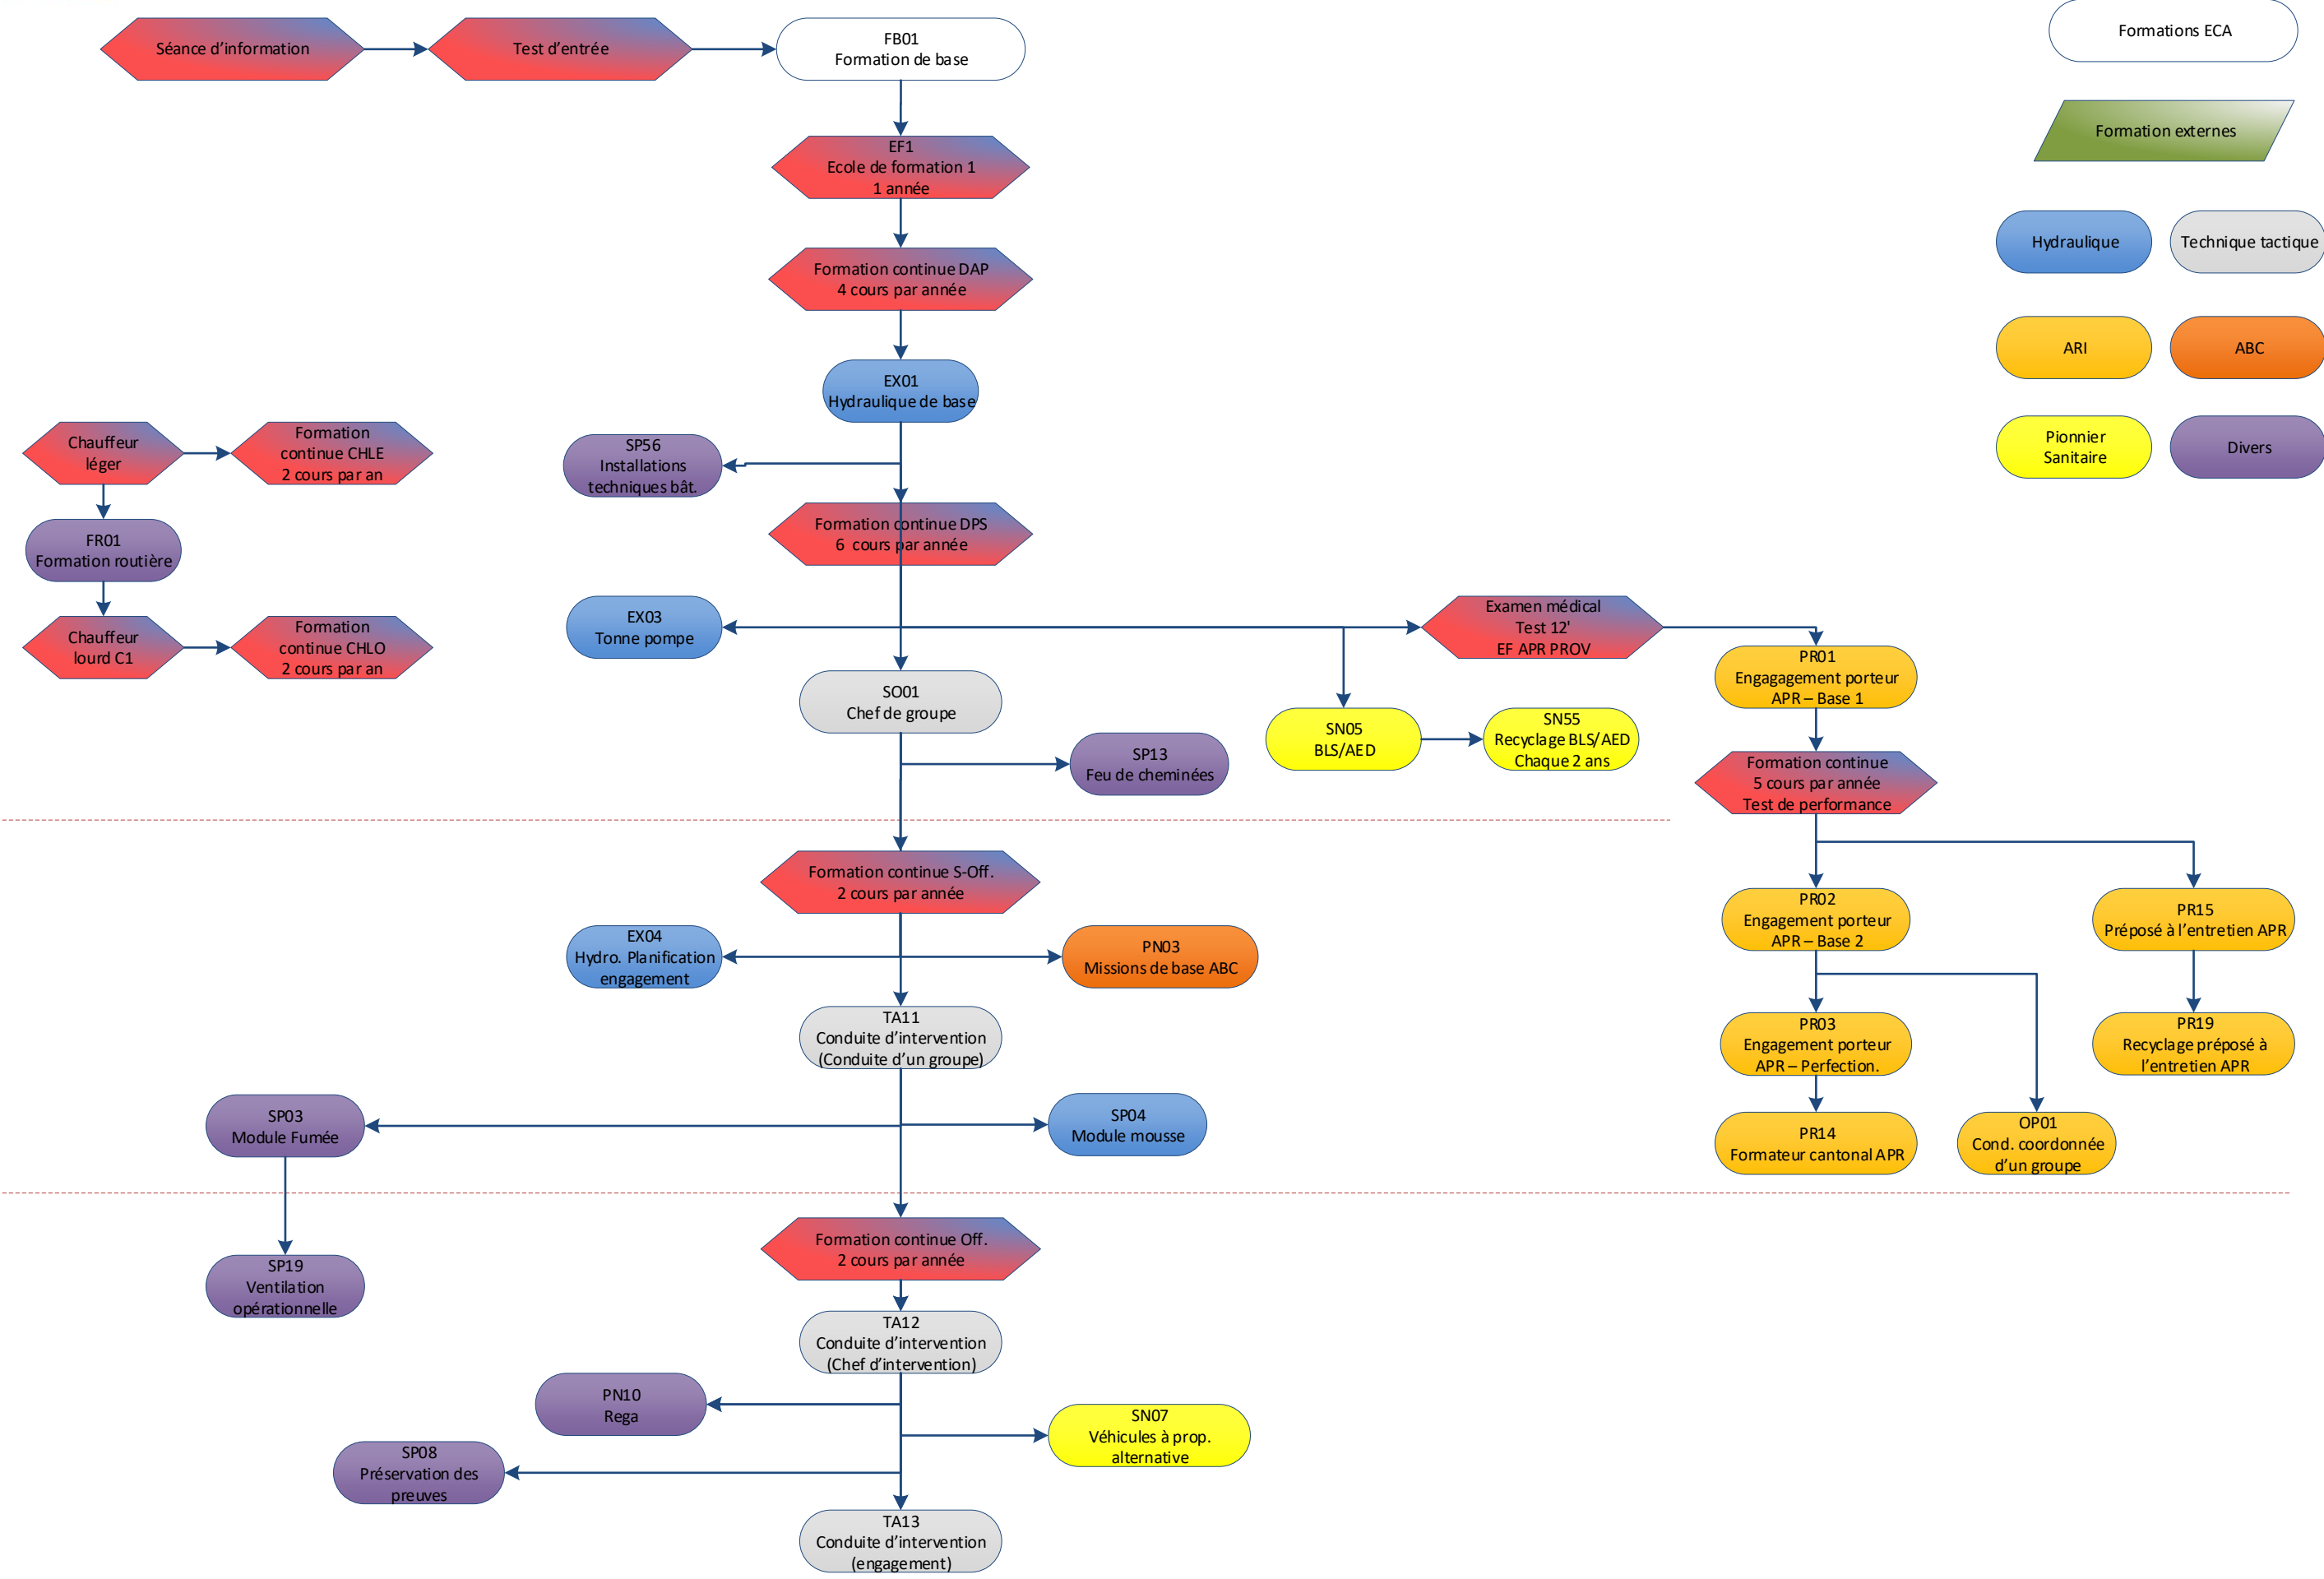 Séance d'information
Test d'entrée
FB01
Formation de base
EF1
Ecole de formation 1
1 année
Formation continue DAP
4 cours par année
EX01
Hydraulique de base
SP56
Installations
techniques bât.
Formation continue DPS
6 cours par année
Chauffeur
léger
Formation
continue CHLE
2 cours par an
FR01
Formation routière
Chauffeur
lourd C1
Formation
continue CHLO
2 cours par an
EX03
Tonne pompe
Examen médical
Test 12'
EF APR PROV
SO01
Chef de groupe
SN05
BLS/AED
SN55
Recyclage BLS/AED
Chaque 2 ans
SP13
Feu de cheminées
PR01
Engagagement porteur
APR – Base 1
Formation continue
5 cours par année
Test de performance
PR02
Engagement porteur
APR – Base 2
PR15
Préposé à l'entretien APR
PR03
Engagement porteur
APR – Perfection.
PR19
Recyclage préposé à
l'entretien APR
PR14
Formateur cantonal APR
OP01
Cond. coordonnée
d'un groupe
Formation continue S-Off.
2 cours par année
EX04
Hydro. Planification
engagement
PN03
Missions de base ABC
TA11
Conduite d'intervention
(Conduite d'un groupe)
SP03
Module Fumée
SP04
Module mousse
SP19
Ventilation
opérationnelle
Formation continue Off.
2 cours par année
TA12
Conduite d'intervention
(Chef d'intervention)
PN10
Rega
SN07
Véhicules à prop.
alternative
SP08
Préservation des
preuves
TA13
Conduite d'intervention
(engagement)
Formations ECA
Formation externes
Hydraulique
Technique tactique
ARI
ABC
Pionnier
Sanitaire
Divers